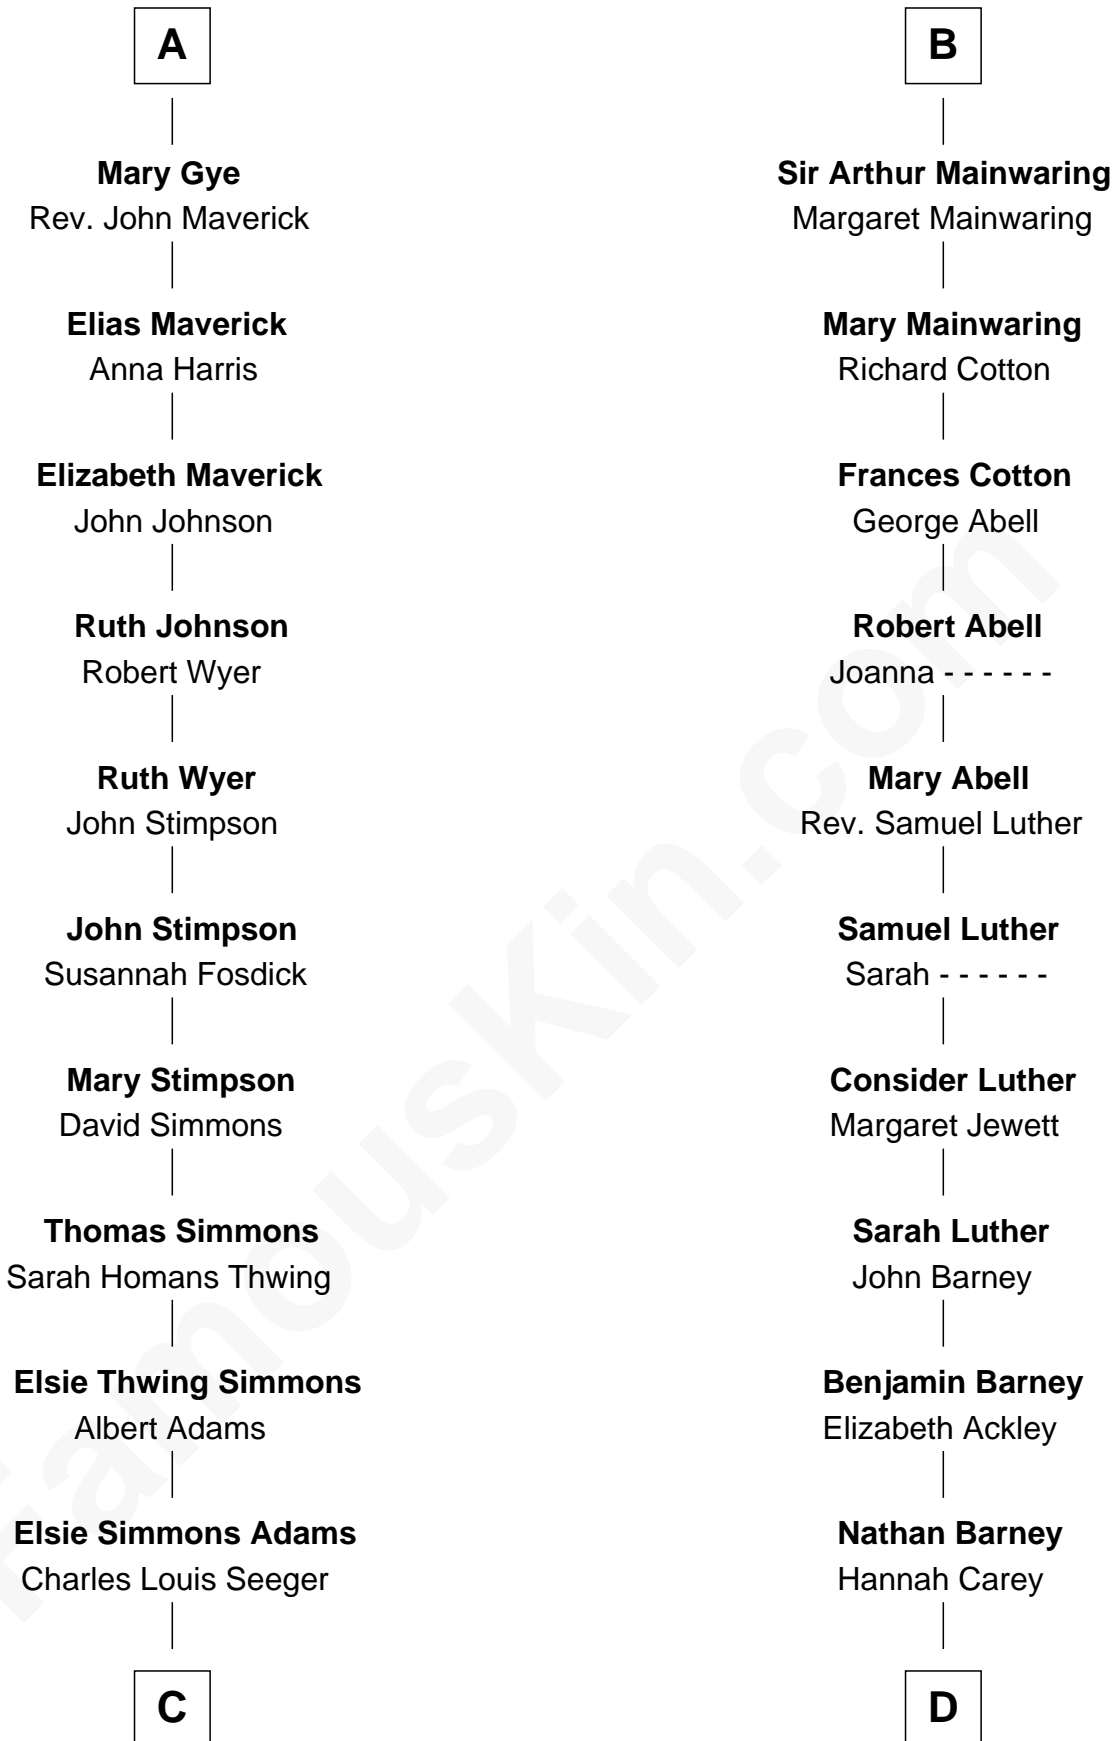 A
Mary Gye
Rev. John Maverick
Elias Maverick
Anna Harris
Elizabeth Maverick
John Johnson
Ruth Johnson
Robert Wyer
Ruth Wyer
John Stimpson
John Stimpson
Susannah Fosdick
Mary Stimpson
David Simmons
Thomas Simmons
Sarah Homans Thwing
Elsie Thwing Simmons
Albert Adams
Elsie Simmons Adams
Charles Louis Seeger
C
B
Sir Arthur Mainwaring
Margaret Mainwaring
Mary Mainwaring
Richard Cotton
Frances Cotton
George Abell
Robert Abell
Joanna - - - - - -
Mary Abell
Rev. Samuel Luther
Samuel Luther
Sarah - - - - - -
Consider Luther
Margaret Jewett
Sarah Luther
John Barney
Benjamin Barney
Elizabeth Ackley
Nathan Barney
Hannah Carey
D
FamousKin.com